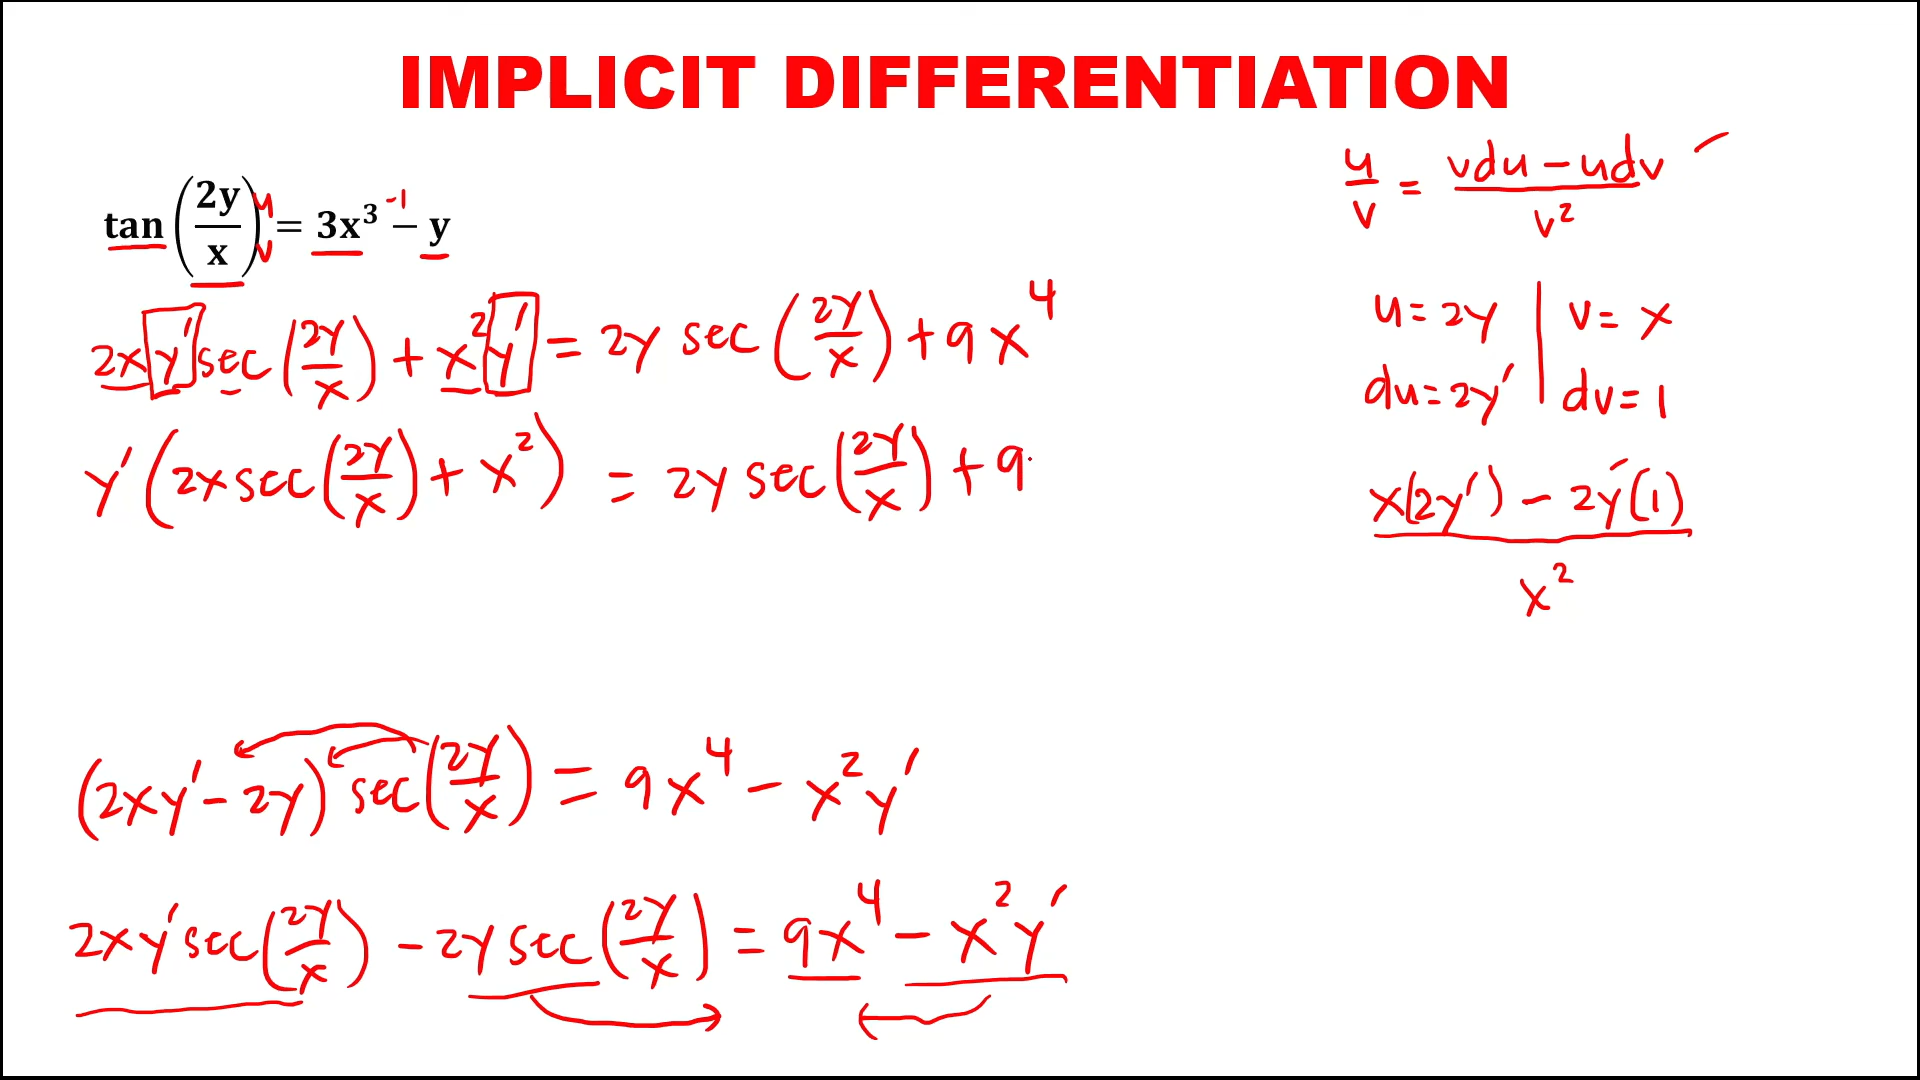 IMPLICIT DIFFERENTIATION
tan(2y/x) = 3x³ − y
u
v
-1
2xy' sec(2y/x) + x²y' = 2y sec(2y/x) + 9x⁴
y'(2x sec(2y/x) + x²) = 2y sec(2y/x) + 9
(2xy' − 2y) sec(2y/x) = 9x⁴ − x²y'
2xy' sec(2y/x) − 2y sec(2y/x) = 9x⁴ − x²y'
u/v = (vdu − udv)/v²
u = 2y | v = x
du = 2y' | dv = 1
(x(2y') − 2y'(1))/x²